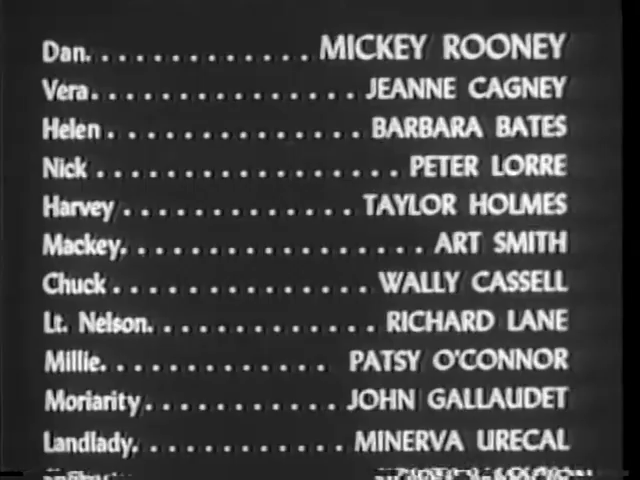 Dan. . . . . . . . . . . . . MICKEY ROONEY
Vera. . . . . . . . . . . . . . . JEANNE CAGNEY
Helen . . . . . . . . . . . . . . BARBARA BATES
Nick . . . . . . . . . . . . . . . . . PETER LORRE
Harvey . . . . . . . . . . . . . TAYLOR HOLMES
Mackey. . . . . . . . . . . . . . . . . ART SMITH
Chuck . . . . . . . . . . . . . . WALLY CASSELL
Lt. Nelson. . . . . . . . . . . . . RICHARD LANE
Millie. . . . . . . . . . . . . PATSY O'CONNOR
Moriarity. . . . . . . . . . . . JOHN GALLAUDET
Landlady. . . . . . . . . . . MINERVA URECAL